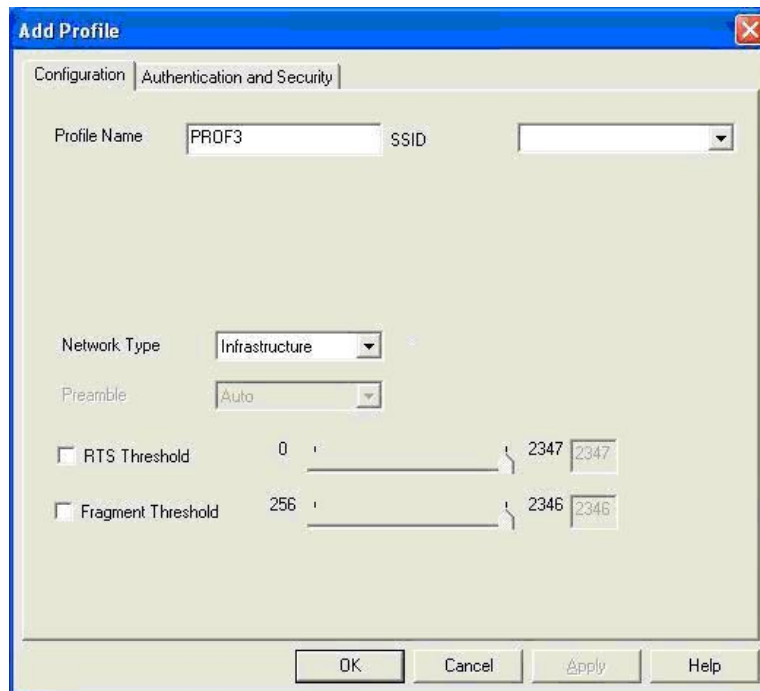 Add Profile
Configuration Authentication and Security
Profile Name PROF3 SSID
Network Type Infrastructure
Preamble Auto
RTS Threshold 0 2347 2347
Fragment Threshold 256 2346 2346
OK Cancel Apply Help